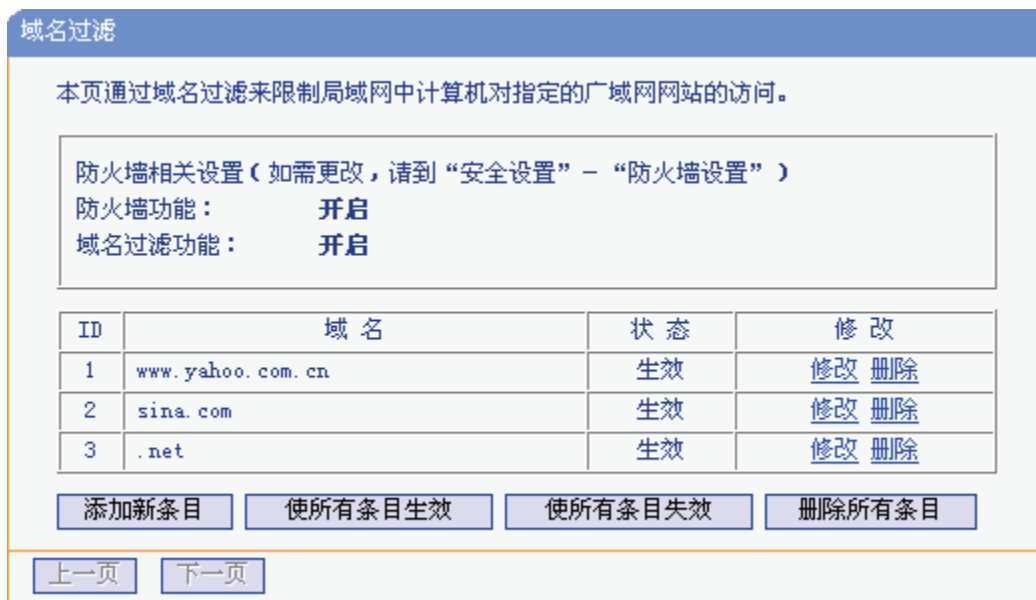 域名过滤
本页通过域名过滤来限制局域网中计算机对指定的广域网网站的访问。
防火墙相关设置(如需更改,请到“安全设置”-“防火墙设置”)
防火墙功能: 开启
域名过滤功能: 开启
ID 域 名 状 态 修 改
1 www.yahoo.com.cn 生效 修改 删除
2 sina.com 生效 修改 删除
3 .net 生效 修改 删除
添加新条目 使所有条目生效 使所有条目失效 删除所有条目
上一页 下一页